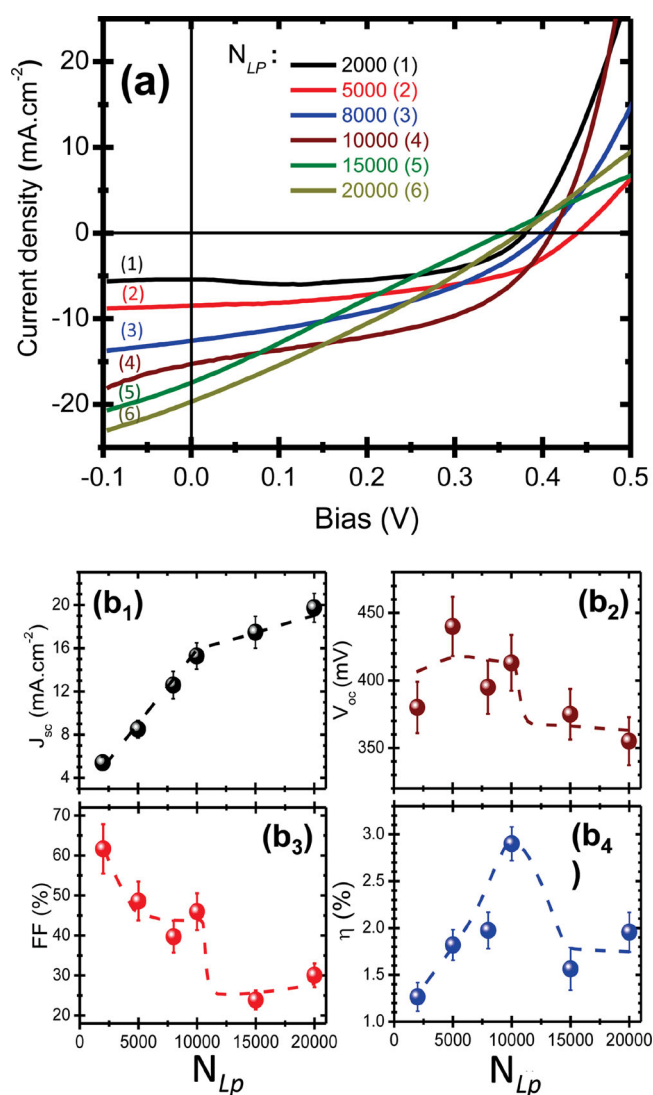 (a)
N_LP :
2000 (1)
5000 (2)
8000 (3)
10000 (4)
15000 (5)
20000 (6)
Current density (mA.cm⁻²)
20
10
0
-10
-20
(1)
(2)
(3)
(4)
(5)
(6)
-0.1 0.0 0.1 0.2 0.3 0.4 0.5
Bias (V)
(b₁)
J_sc (mA.cm⁻²)
20
16
12
8
4
(b₂)
V_oc (mV)
450
400
350
(b₃)
FF (%)
70
60
50
40
30
20
0 5000 10000 15000 20000
N_Lp
(b₄
)
η (%)
3.0
2.5
2.0
1.5
1.0
0 5000 10000 15000 20000
N_Lp